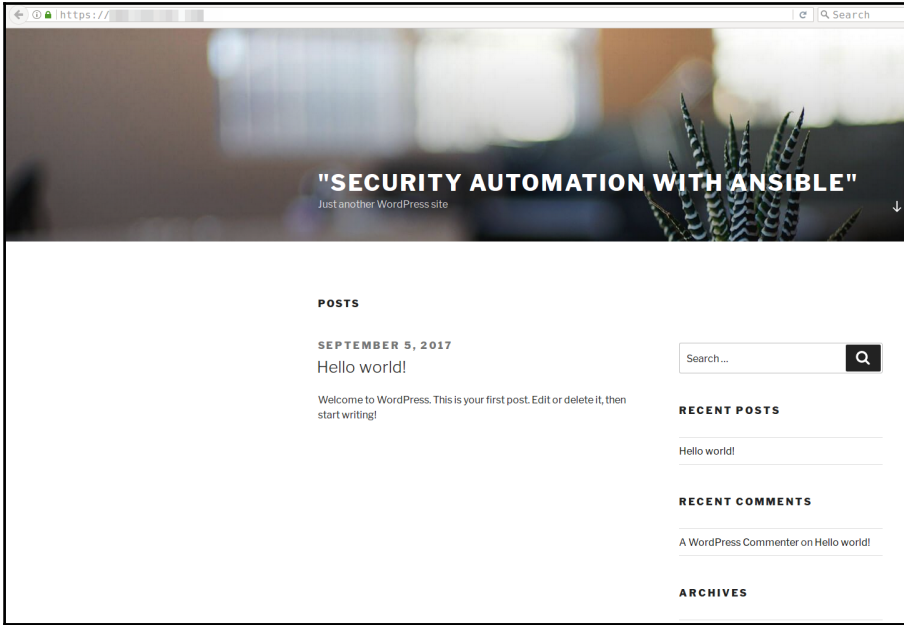 https://
Search
"SECURITY AUTOMATION WITH ANSIBLE"
Just another WordPress site
POSTS
SEPTEMBER 5, 2017
Hello world!
Welcome to WordPress. This is your first post. Edit or delete it, then
start writing!
Search ...
RECENT POSTS
Hello world!
RECENT COMMENTS
A WordPress Commenter on Hello world!
ARCHIVES